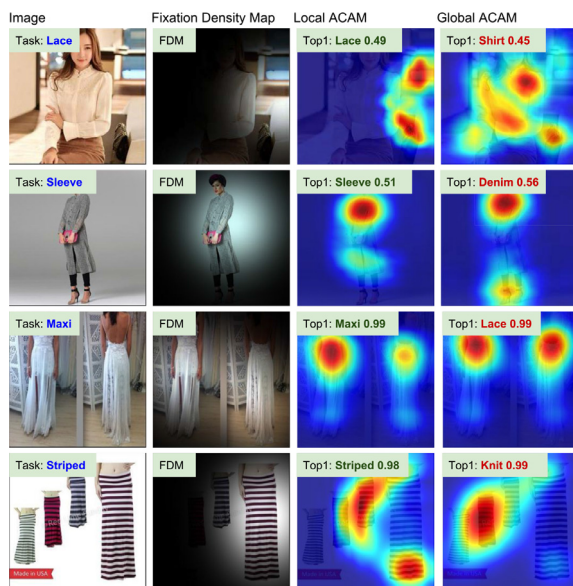 Image Fixation Density Map Local ACAM Global ACAM
Task: Lace FDM Top1: Lace 0.49 Top1: Shirt 0.45
Task: Sleeve FDM Top1: Sleeve 0.51 Top1: Denim 0.56
Task: Maxi FDM Top1: Maxi 0.99 Top1: Lace 0.99
Task: Striped FDM Top1: Striped 0.98 Top1: Knit 0.99
Made in USA